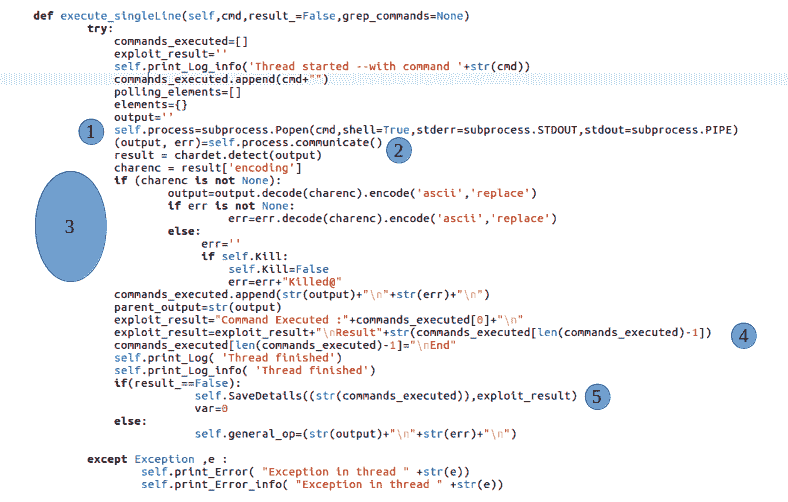 def execute_singleLine(self,cmd,result_=False,grep_commands=None)
try:
commands_executed=[]
exploit_result=''
self.print_Log_info('Thread started --with command '+str(cmd))
commands_executed.append(cmd+"")
polling_elements=[]
elements={}
output=''
1 self.process=subprocess.Popen(cmd,shell=True,stderr=subprocess.STDOUT,stdout=subprocess.PIPE)
(output, err)=self.process.communicate() 2
result = chardet.detect(output)
charenc = result['encoding']
if (charenc is not None):
output=output.decode(charenc).encode('ascii','replace')
if err is not None:
3 err=err.decode(charenc).encode('ascii','replace')
else:
err=''
if self.Kill:
self.Kill=False
err=err+"Killed@"
commands_executed.append(str(output)+"\n"+str(err)+"\n")
parent_output=str(output)
exploit_result="Command Executed :"+commands_executed[0]+"\n"
exploit_result=exploit_result+"\nResult"+str(commands_executed[len(commands_executed)-1]) 4
commands_executed[len(commands_executed)-1]="\nEnd"
self.print_Log( 'Thread finished')
self.print_Log_info( 'Thread finished')
if(result_==False):
self.SaveDetails((str(commands_executed)),exploit_result) 5
var=0
else:
self.general_op=(str(output)+"\n"+str(err)+"\n")
except Exception ,e :
self.print_Error( "Exception in thread " +str(e))
self.print_Error_info( "Exception in thread " +str(e))